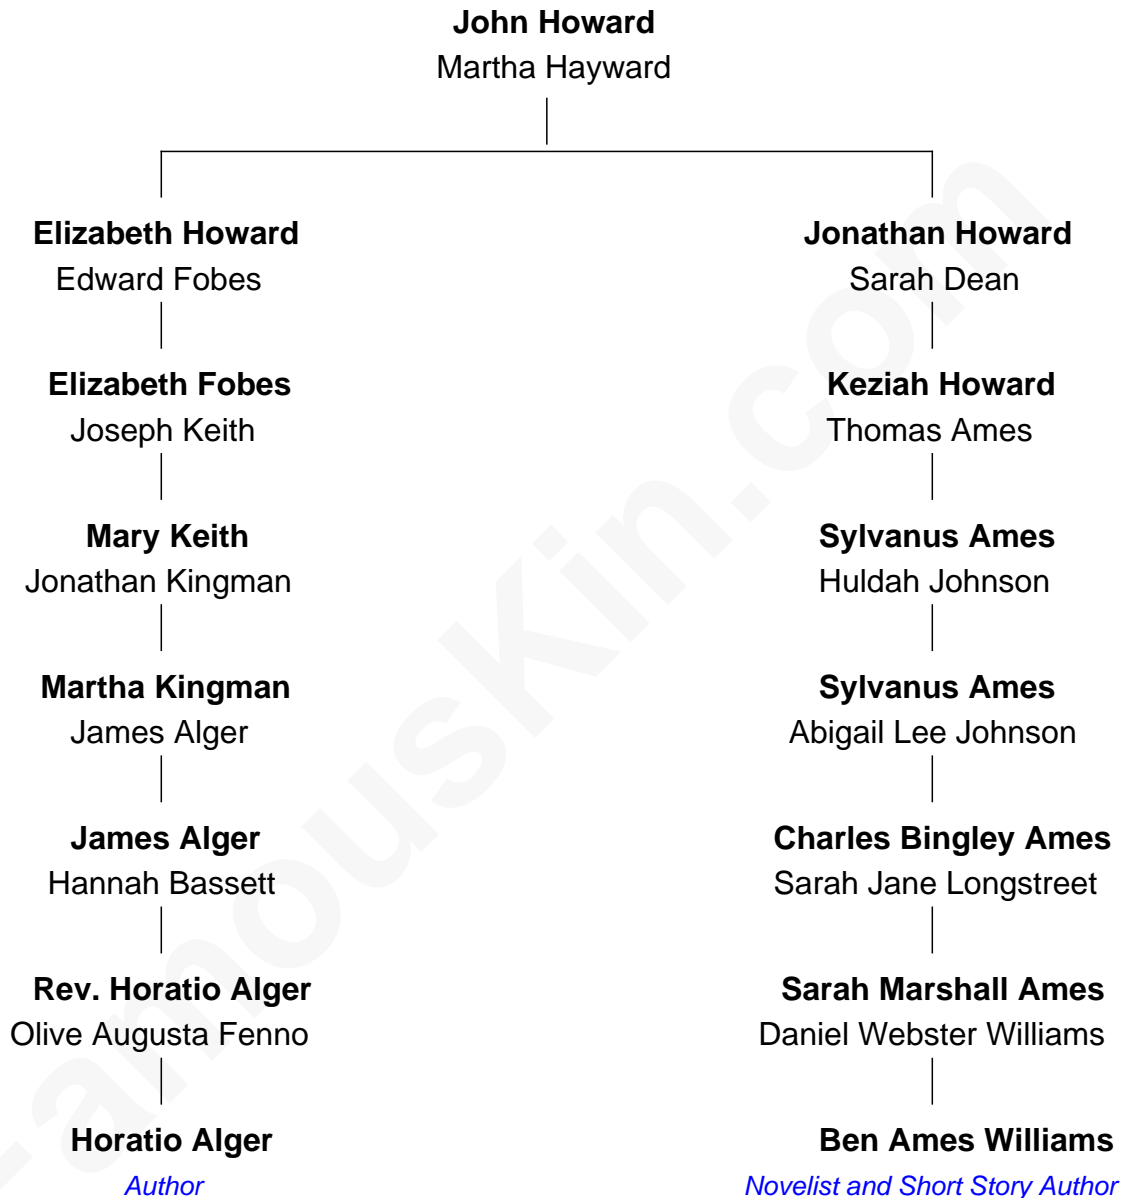 John Howard
Martha Hayward
Elizabeth Howard
Edward Fobes
Jonathan Howard
Sarah Dean
Elizabeth Fobes
Joseph Keith
Keziah Howard
Thomas Ames
Mary Keith
Jonathan Kingman
Sylvanus Ames
Huldah Johnson
Martha Kingman
James Alger
Sylvanus Ames
Abigail Lee Johnson
James Alger
Hannah Bassett
Charles Bingley Ames
Sarah Jane Longstreet
Rev. Horatio Alger
Olive Augusta Fenno
Sarah Marshall Ames
Daniel Webster Williams
Horatio Alger
Author
Ben Ames Williams
Novelist and Short Story Author
FamousKin.com